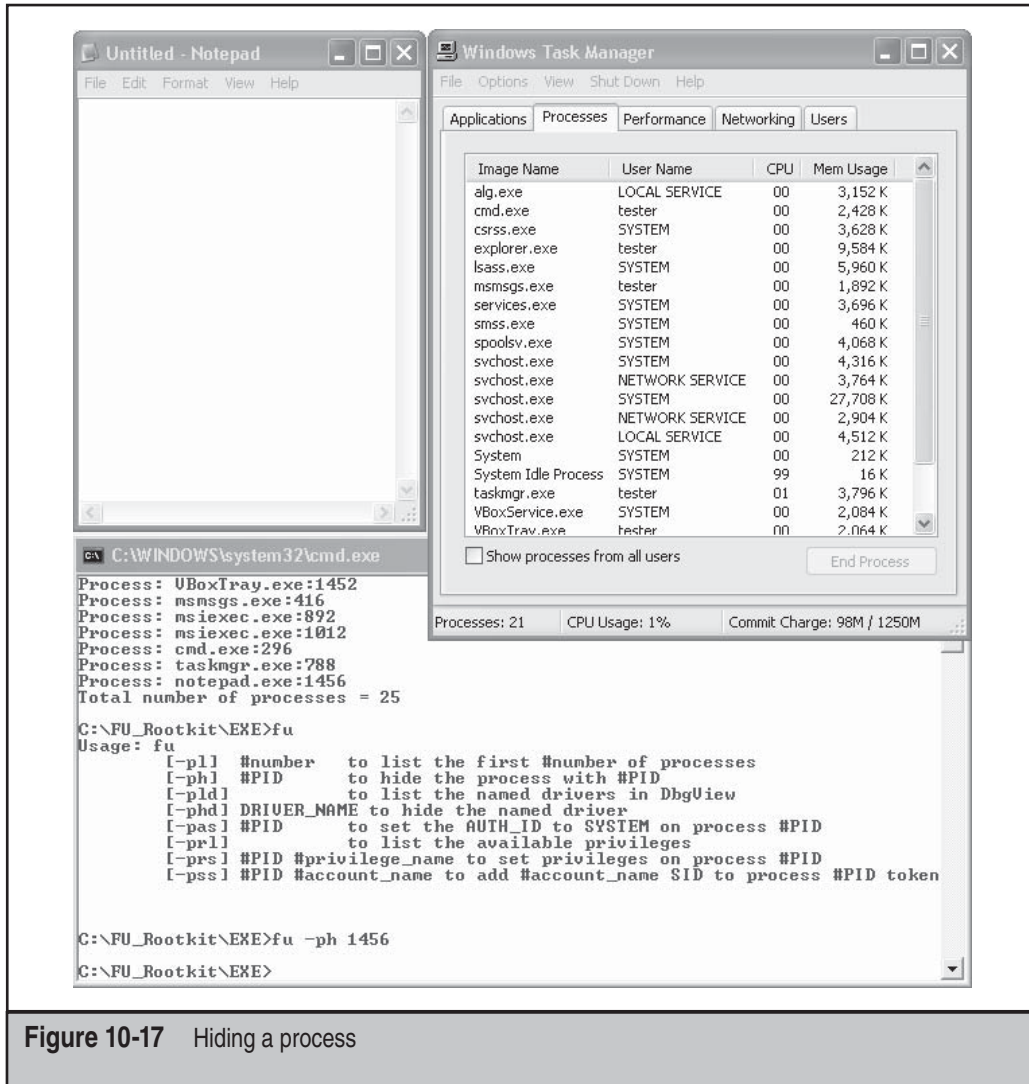 Untitled - Notepad
File Edit Format View Help
Windows Task Manager
File Options View Shut Down Help
Applications Processes Performance Networking Users
Image Name User Name CPU Mem Usage
alg.exe LOCAL SERVICE 00 3,152 K
cmd.exe tester 00 2,428 K
csrss.exe SYSTEM 00 3,628 K
explorer.exe tester 00 9,584 K
lsass.exe SYSTEM 00 5,960 K
msmsgs.exe tester 00 1,892 K
services.exe SYSTEM 00 3,696 K
smss.exe SYSTEM 00 460 K
spoolsv.exe SYSTEM 00 4,068 K
svchost.exe SYSTEM 00 4,316 K
svchost.exe NETWORK SERVICE 00 3,764 K
svchost.exe SYSTEM 00 27,708 K
svchost.exe NETWORK SERVICE 00 2,904 K
svchost.exe LOCAL SERVICE 00 4,512 K
System SYSTEM 00 212 K
System Idle Process SYSTEM 99 16 K
taskmgr.exe tester 01 3,796 K
VBoxService.exe SYSTEM 00 2,084 K
VBoxTray.exe tester 00 2,064 K
Show processes from all users
End Process
Processes: 21 CPU Usage: 1% Commit Charge: 98M / 1250M
C:\WINDOWS\system32\cmd.exe
Process: VBoxTray.exe:1452
Process: msmsgs.exe:416
Process: msiexec.exe:892
Process: msiexec.exe:1012
Process: cmd.exe:296
Process: taskmgr.exe:788
Process: notepad.exe:1456
Total number of processes = 25
C:\FU_Rootkit\EXE>fu
Usage: fu
[-pl] #number to list the first #number of processes
[-ph] #PID to hide the process with #PID
[-pld] to list the named drivers in DbgView
[-phd] DRIVER_NAME to hide the named driver
[-pas] #PID to set the AUTH_ID to SYSTEM on process #PID
[-prl] to list the available privileges
[-prs] #PID #privilege_name to set privileges on process #PID
[-pss] #PID #account_name to add #account_name SID to process #PID token
C:\FU_Rootkit\EXE>fu -ph 1456
C:\FU_Rootkit\EXE>
Figure 10-17 Hiding a process